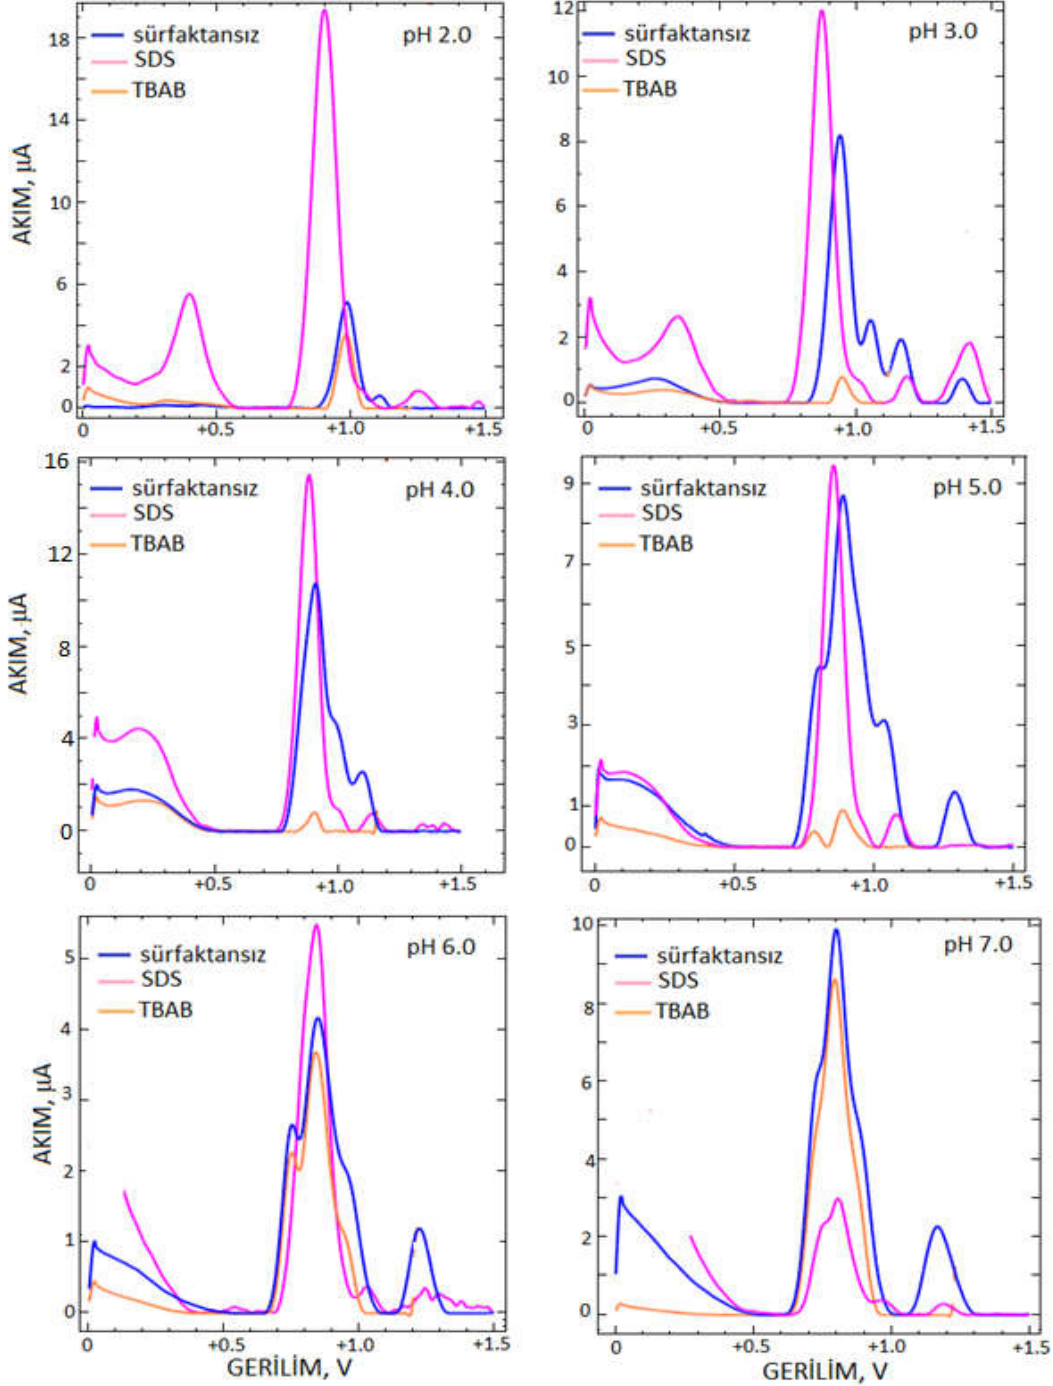 18
14
10
6
2
0
AKIM, µA
sürfaktansız
SDS
TBAB
pH 2.0
0
+0.5
+1.0
+1.5
12
10
8
6
4
2
0
sürfaktansız
SDS
TBAB
pH 3.0
0
+0.5
+1.0
+1.5
16
12
8
4
0
AKIM, µA
sürfaktansız
SDS
TBAB
pH 4.0
0
+0.5
+1.0
+1.5
9
7
5
3
1
0
sürfaktansız
SDS
TBAB
pH 5.0
0
+0.5
+1.0
+1.5
5
4
3
2
1
0
AKIM, µA
sürfaktansız
SDS
TBAB
pH 6.0
0
+0.5
+1.0
+1.5
GERİLİM, V
10
8
6
4
2
0
sürfaktansız
SDS
TBAB
pH 7.0
0
+0.5
+1.0
+1.5
GERİLİM, V